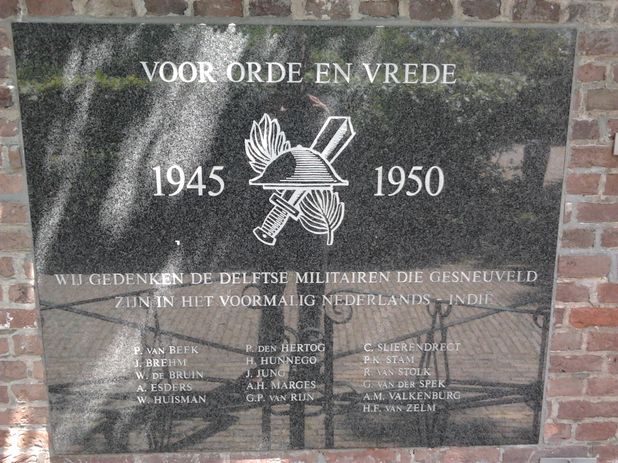 VOOR ORDE EN VREDE
1945 1950
WIJ GEDENKEN DE DELFTSE MILITAIREN DIE GESNEUVELD
ZIJN IN HET VOORMALIG NEDERLANDS - INDIË
P. VAN BEEK
J. BREHM
W. DE BRUIN
A. ESDERS
W. HUISMAN
P. DEN HERTOG
H. HUNNEGO
J. JUNG
A.H. MARGES
G.P. VAN RIJN
C. SLIERENDRECT
P.K. STAM
R. VAN STOLK
G. VAN DER SPEK
A.M. VALKENBURG
H.F. VAN ZELM